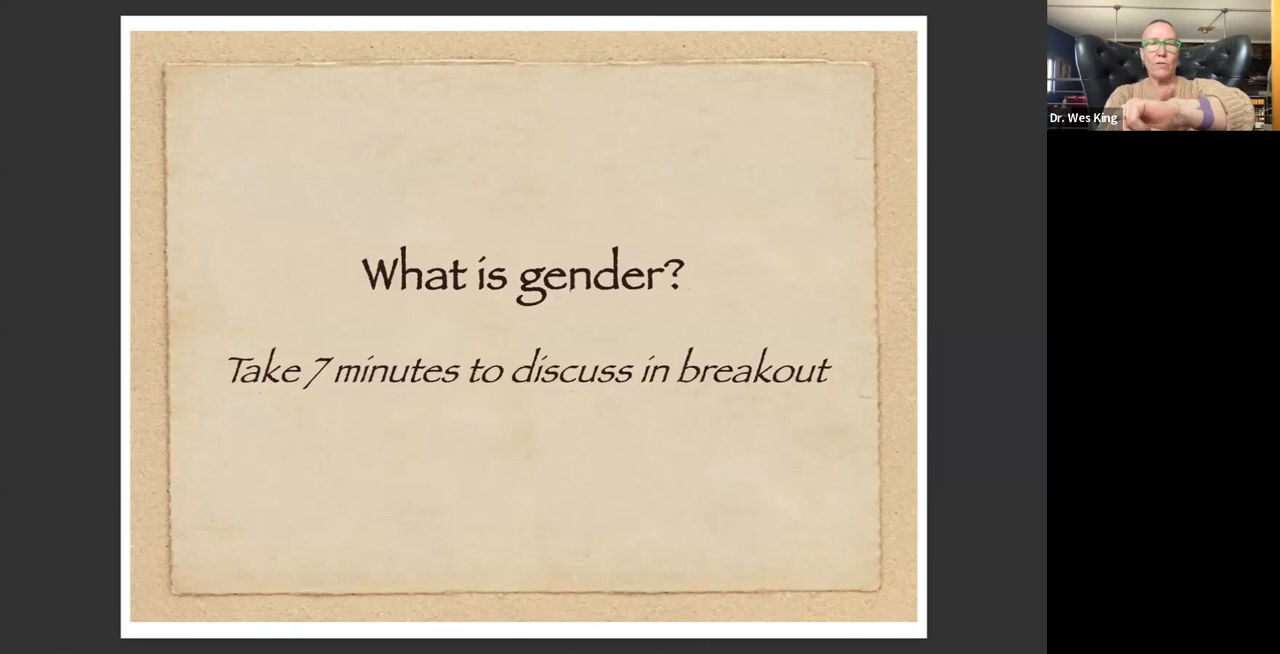 What is gender?
Take 7 minutes to discuss in breakout
Dr. Wes King